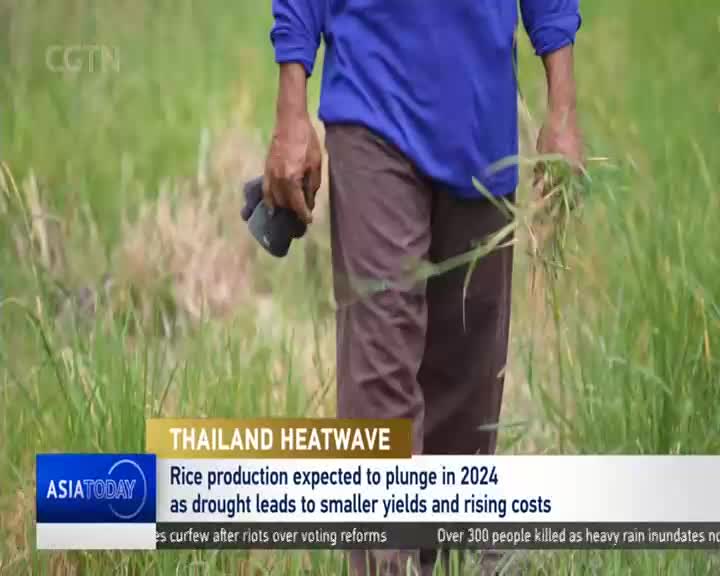 CGTN
THAILAND HEATWAVE
ASIATODAY
Rice production expected to plunge in 2024
as drought leads to smaller yields and rising costs
curfew after riots over voting reforms
Over 300 people killed as heavy rain inundates